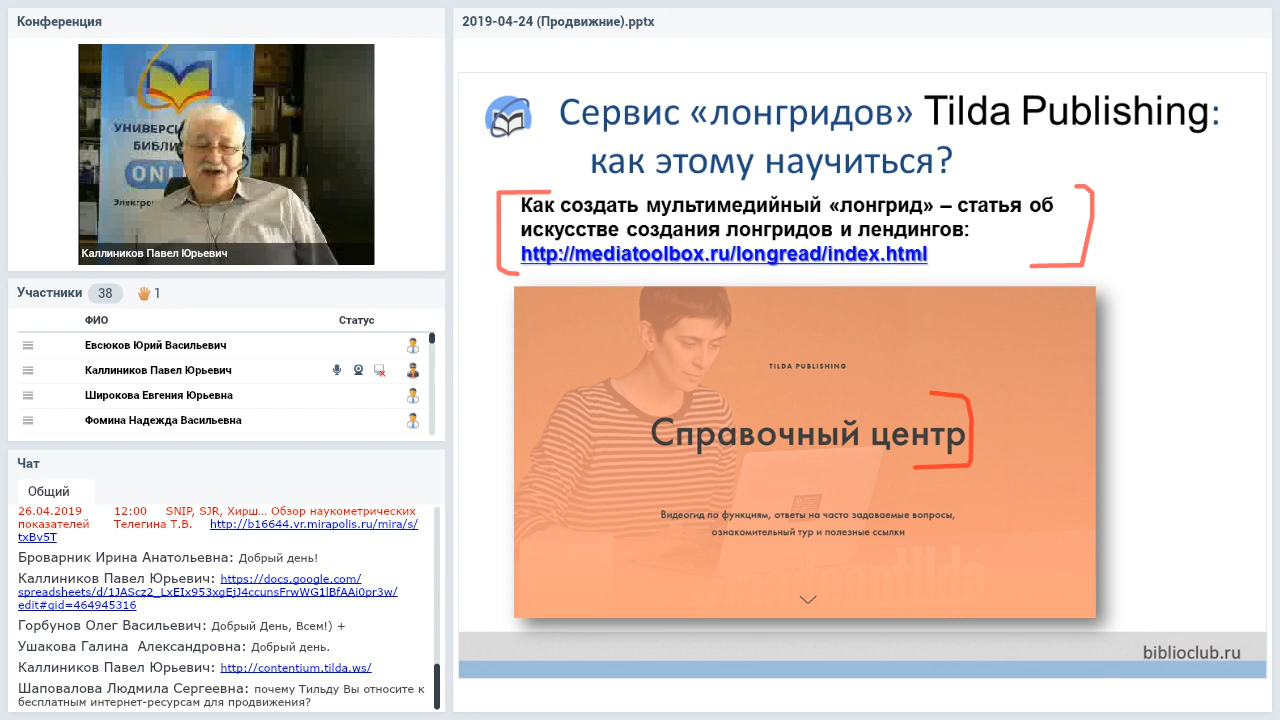 Конференция
УНИВЕРСИ
БИБЛИ
ONL
Электро
Каллиников Павел Юрьевич
Участники 38 1
ФИО Статус
Евсюков Юрий Васильевич
Каллиников Павел Юрьевич
Широкова Евгения Юрьевна
Фомина Надежда Васильевна
Чат
Общий
26.04.2019 12:00 SNIP, SJR, Хирш... Обзор наукометрических
показателей Телегина Т.В. http://b16644.vr.mirapolis.ru/mira/s/
txBv5T
Броварник Ирина Анатольевна: Добрый день!
Каллиников Павел Юрьевич: https://docs.google.com/
spreadsheets/d/1JAScz2_LxEIx953xgEjJ4ccunsFrwWG1lBfAAi0pr3w/
edit#gid=464945316
Горбунов Олег Васильевич: Добрый День, Всем!) +
Ушакова Галина Александровна: Добрый день.
Каллиников Павел Юрьевич: http://contentium.tilda.ws/
Шаповалова Людмила Сергеевна: почему Тильду Вы относите к
бесплатным интернет-ресурсам для продвижения?
2019-04-24 (Продвижние).pptx
Сервис «лонгридов» Tilda Publishing:
как этому научиться?
Как создать мультимедийный «лонгрид» – статья об
искусстве создания лонгридов и лендингов:
http://mediatoolbox.ru/longread/index.html
TILDA PUBLISHING
Справочный центр
Видеогид по функциям, ответы на часто задаваемые вопросы,
ознакомительный тур и полезные ссылки
biblioclub.ru